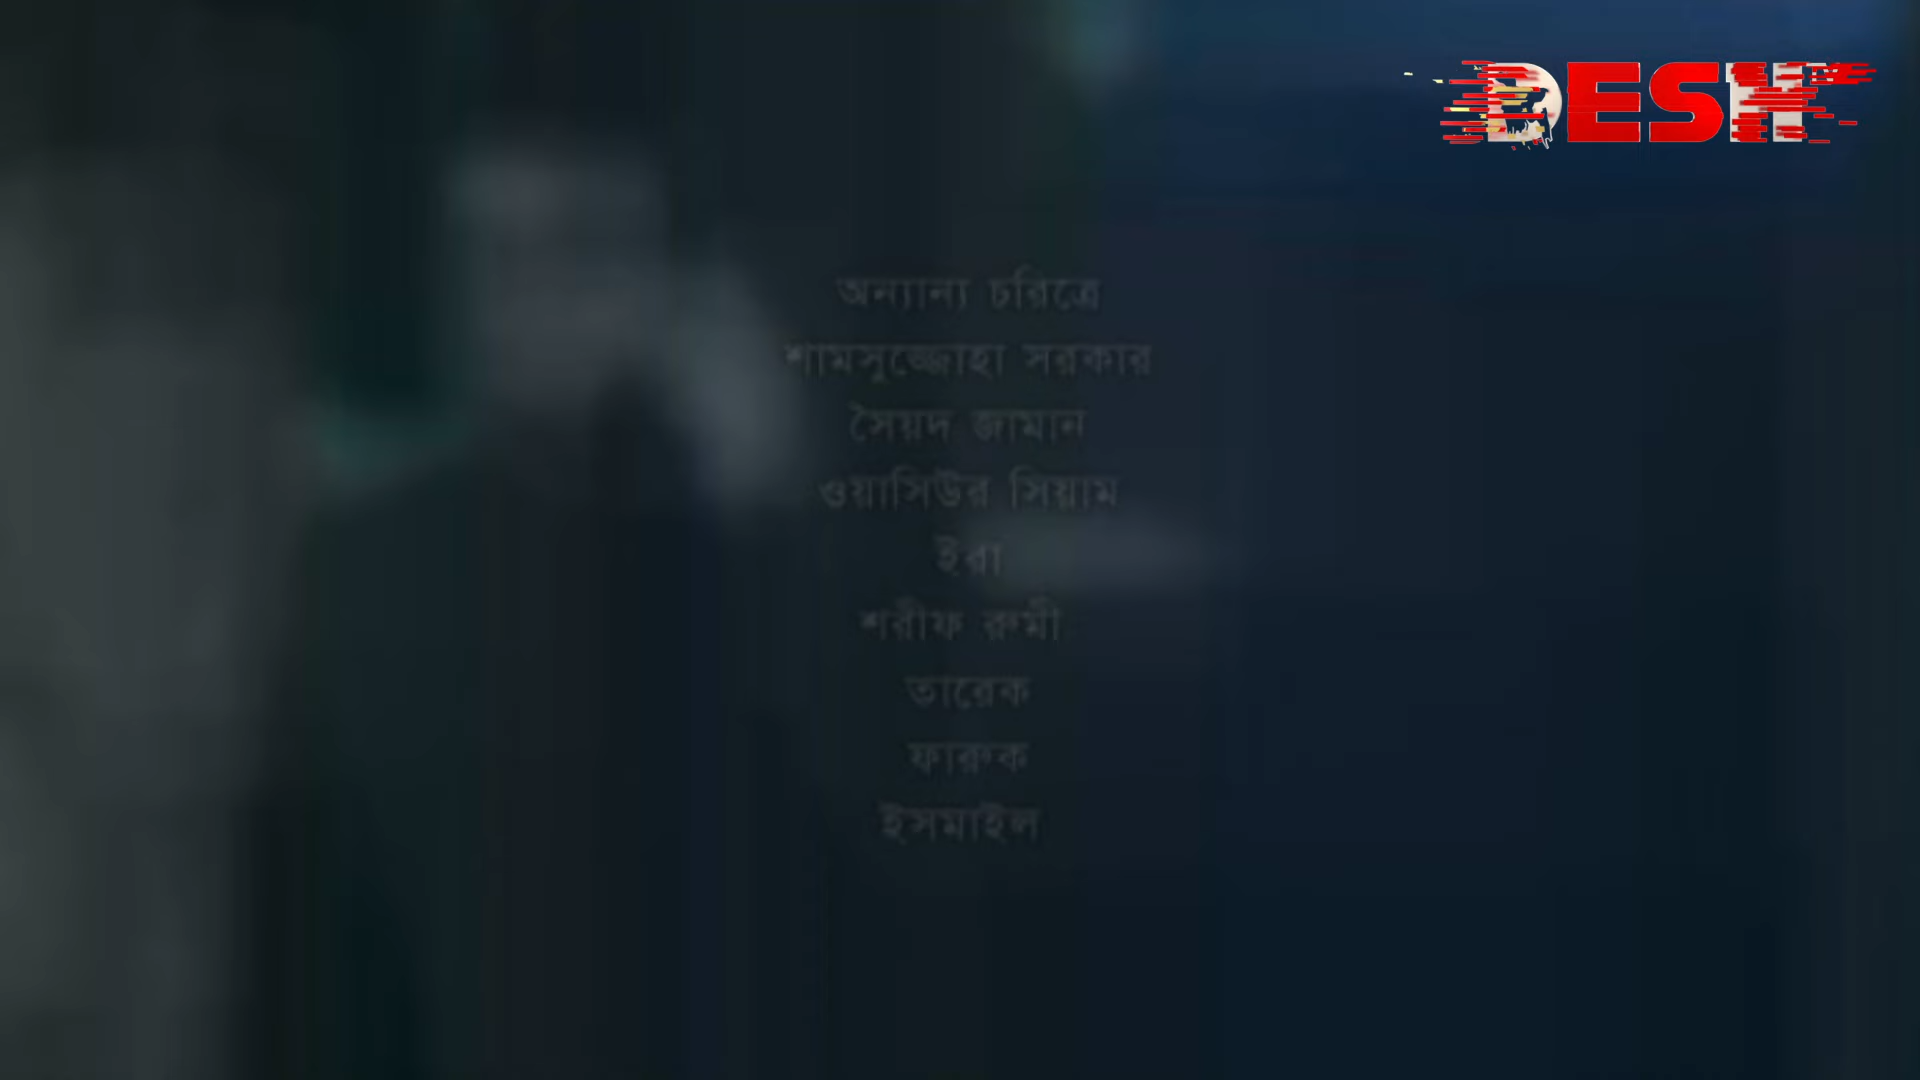 DESH
অন্যান্য চরিত্রে
শামসুজ্জোহা সরকার
সৈয়দ জামান
ওয়াসিউর সিয়াম
ইরা
শরীফ রুমী
তারেক
ফারুক
ইসমাইল